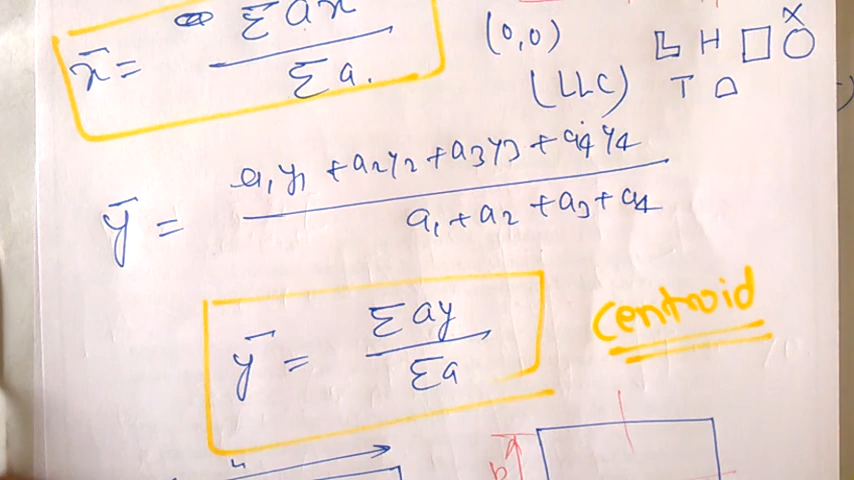 x̄ = Σax / Σa.
(0,0)
(LLC)
ȳ = a₁y₁ + a₂y₂ + a₃y₃ + a₄y₄ / a₁ + a₂ + a₃ + a₄
ȳ = Σay / Σa
Centroid
b